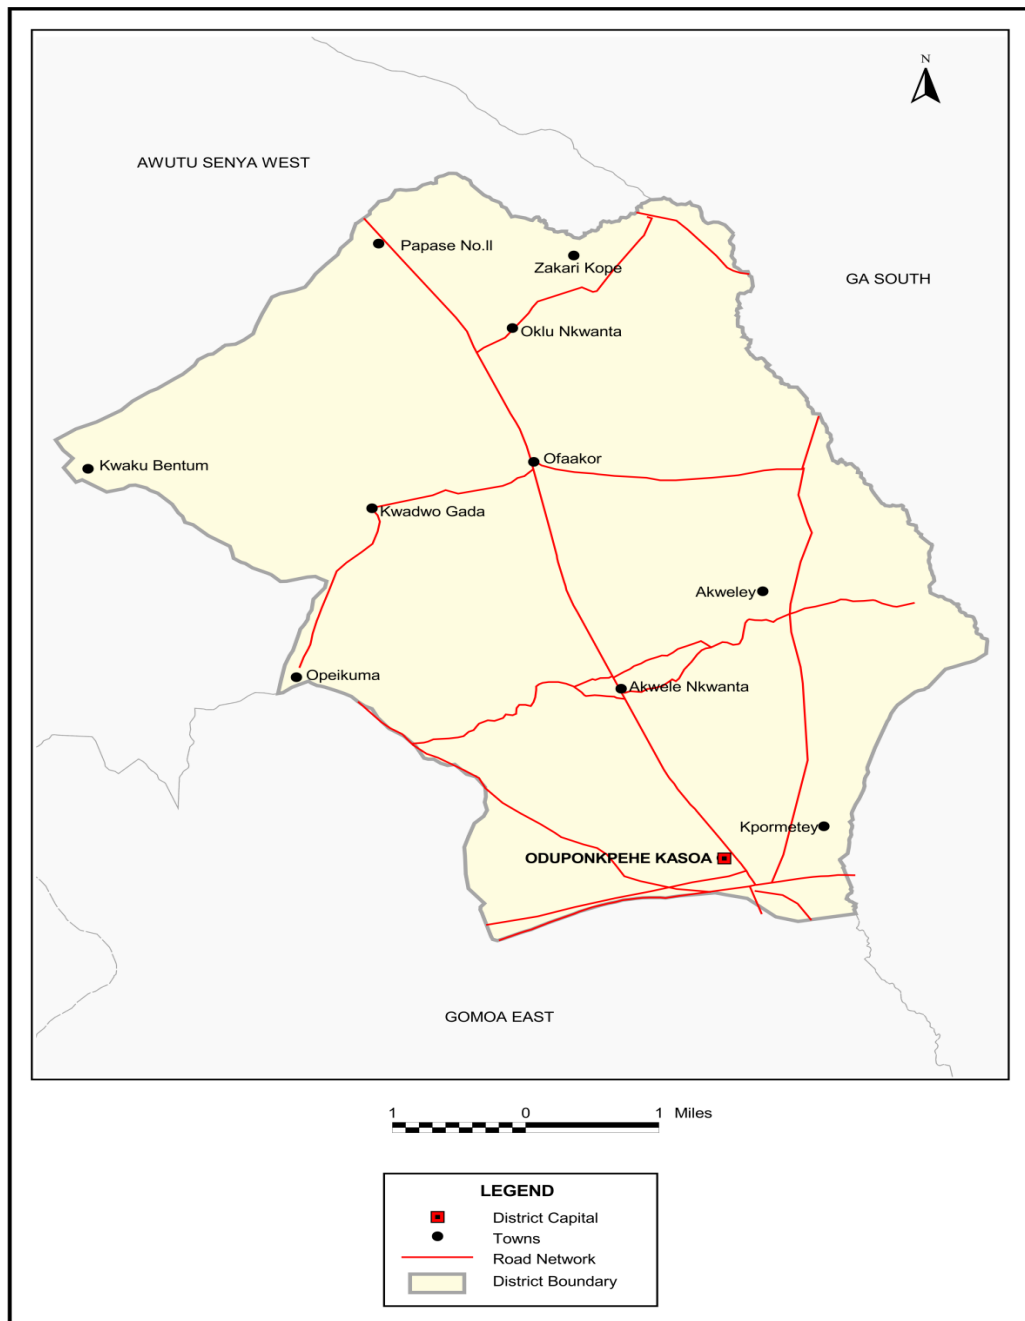 N
AWUTU SENYA WEST
Papase No.II
Zakari Kope
GA SOUTH
Oklu Nkwanta
Ofaakor
Kwaku Bentum
Kwadwo Gada
Akweley
Opeikuma
Akwele Nkwanta
Kpormetey
ODUPONKPEHE KASOA
GOMOA EAST
1 0 1 Miles
LEGEND
District Capital
Towns
Road Network
District Boundary